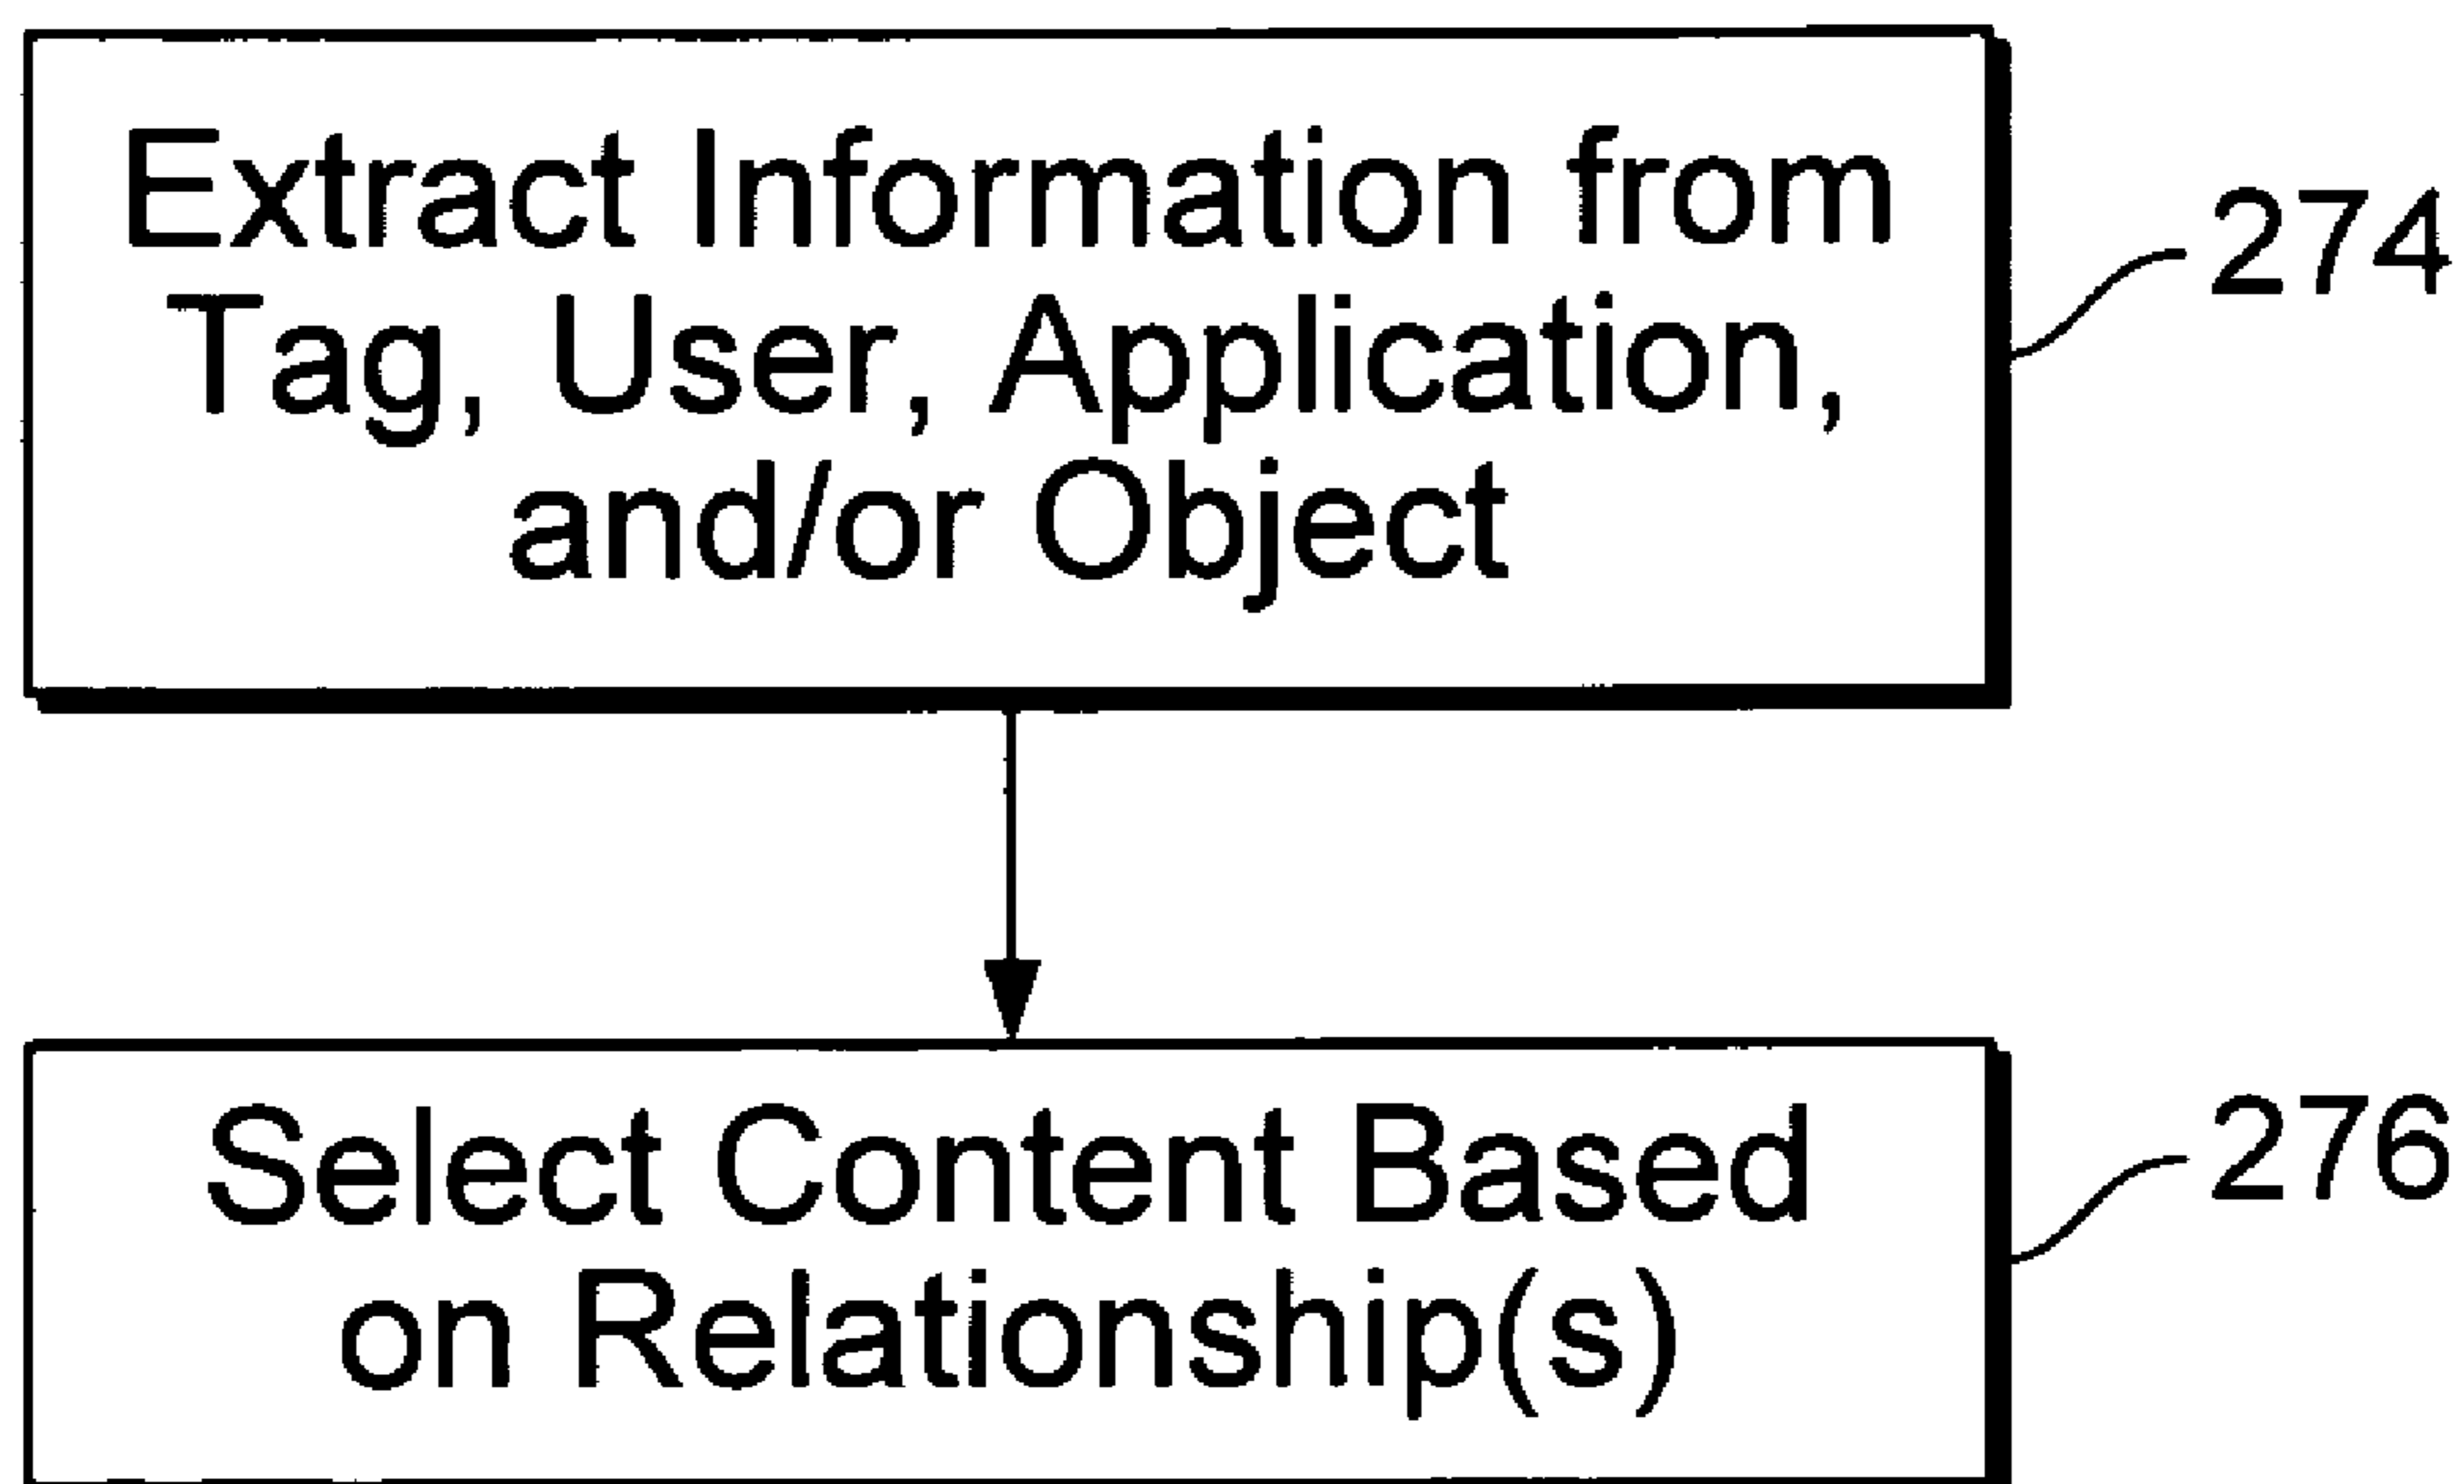 Extract Information from
Tag, User, Application,
and/or Object
274
Select Content Based
on Relationship(s)
276